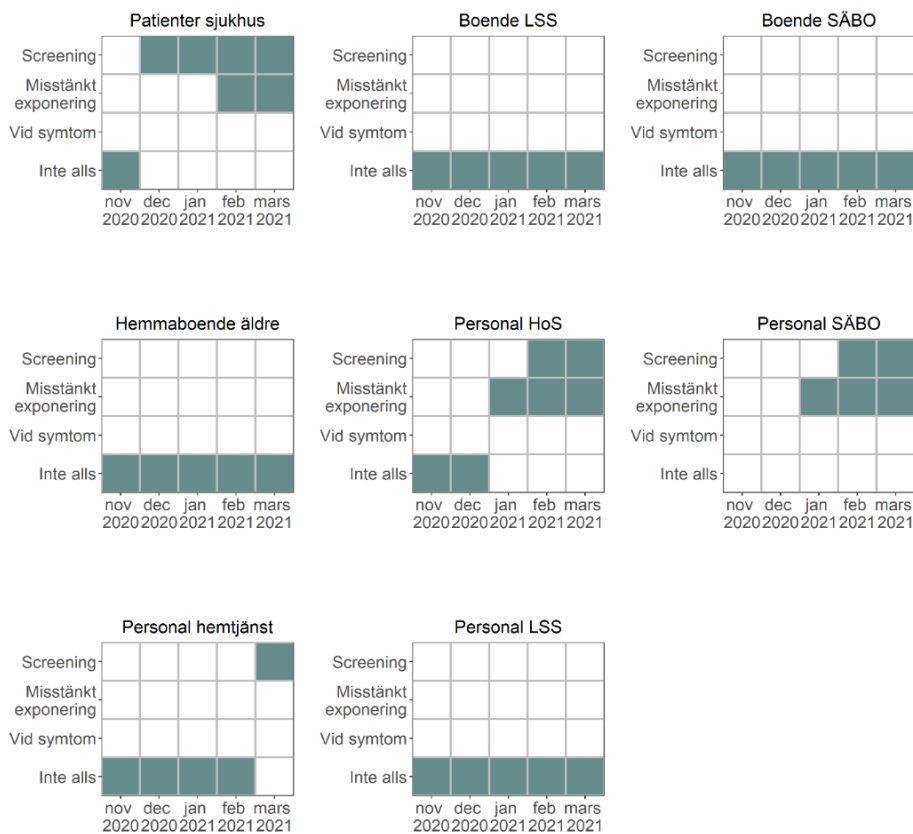 Patienter sjukhus
Screening
Misstänkt
exponering
Vid symtom
Inte alls
nov dec jan feb mars
2020 2020 2021 2021 2021
Boende LSS
Screening
Misstänkt
exponering
Vid symtom
Inte alls
nov dec jan feb mars
2020 2020 2021 2021 2021
Boende SÄBO
Screening
Misstänkt
exponering
Vid symtom
Inte alls
nov dec jan feb mars
2020 2020 2021 2021 2021
Hemmaboende äldre
Screening
Misstänkt
exponering
Vid symtom
Inte alls
nov dec jan feb mars
2020 2020 2021 2021 2021
Personal HoS
Screening
Misstänkt
exponering
Vid symtom
Inte alls
nov dec jan feb mars
2020 2020 2021 2021 2021
Personal SÄBO
Screening
Misstänkt
exponering
Vid symtom
Inte alls
nov dec jan feb mars
2020 2020 2021 2021 2021
Personal hemtjänst
Screening
Misstänkt
exponering
Vid symtom
Inte alls
nov dec jan feb mars
2020 2020 2021 2021 2021
Personal LSS
Screening
Misstänkt
exponering
Vid symtom
Inte alls
nov dec jan feb mars
2020 2020 2021 2021 2021